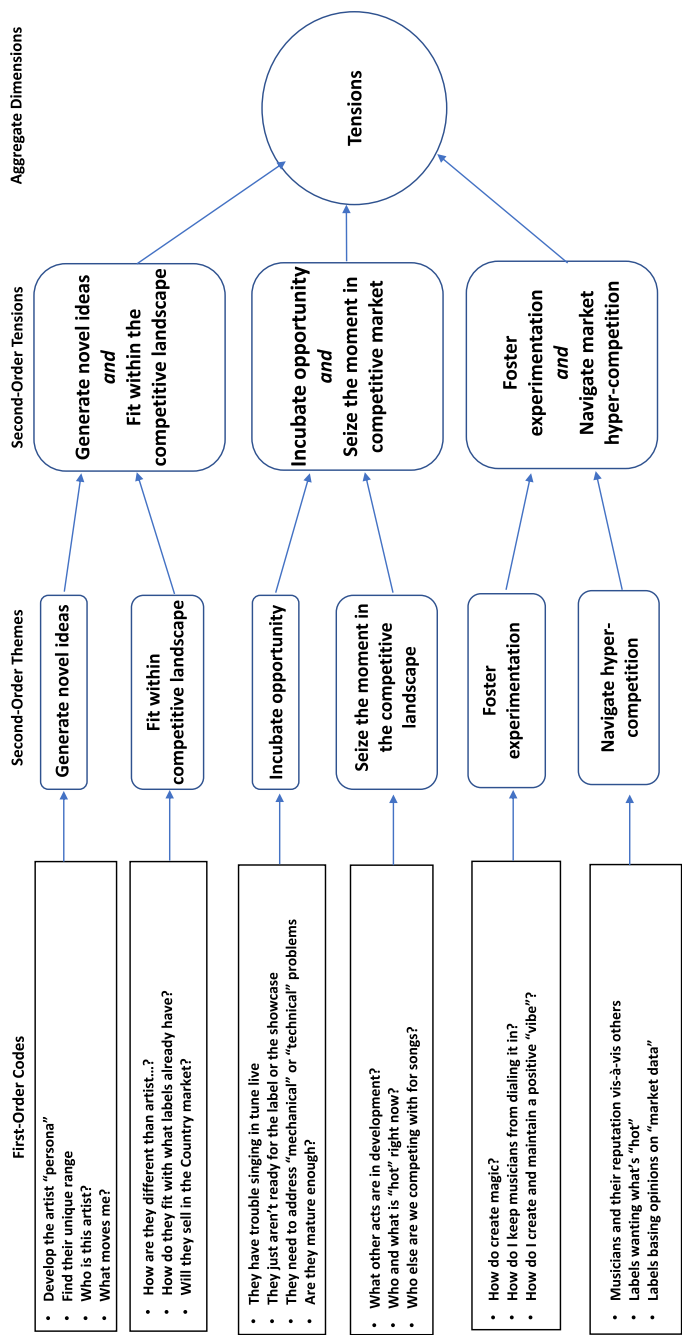 First-Order Codes
Second-Order Themes
Second-Order Tensions
Aggregate Dimensions
• Develop the artist “persona”
• Find their unique range
• Who is this artist?
• What moves me?
Generate novel ideas
• How are they different than artist…?
• How do they fit with what labels already have?
• Will they sell in the Country market?
Fit within
competitive landscape
Generate novel ideas
and
Fit within the
competitive landscape
• They have trouble singing in tune live
• They just aren’t ready for the label or the showcase
• They need to address “mechanical” or “technical” problems
• Are they mature enough?
Incubate opportunity
• What other acts are in development?
• Who and what is “hot” right now?
• Who else are we competing with for songs?
Seize the moment in
the competitive
landscape
Incubate opportunity
and
Seize the moment in
competitive market
Tensions
• How do create magic?
• How do I keep musicians from dialing it in?
• How do I create and maintain a positive “vibe”?
Foster
experimentation
• Musicians and their reputation vis-à-vis others
• Labels wanting what’s “hot”
• Labels basing opinions on “market data”
Navigate hyper-
competition
Foster
experimentation
and
Navigate market
hyper-competition